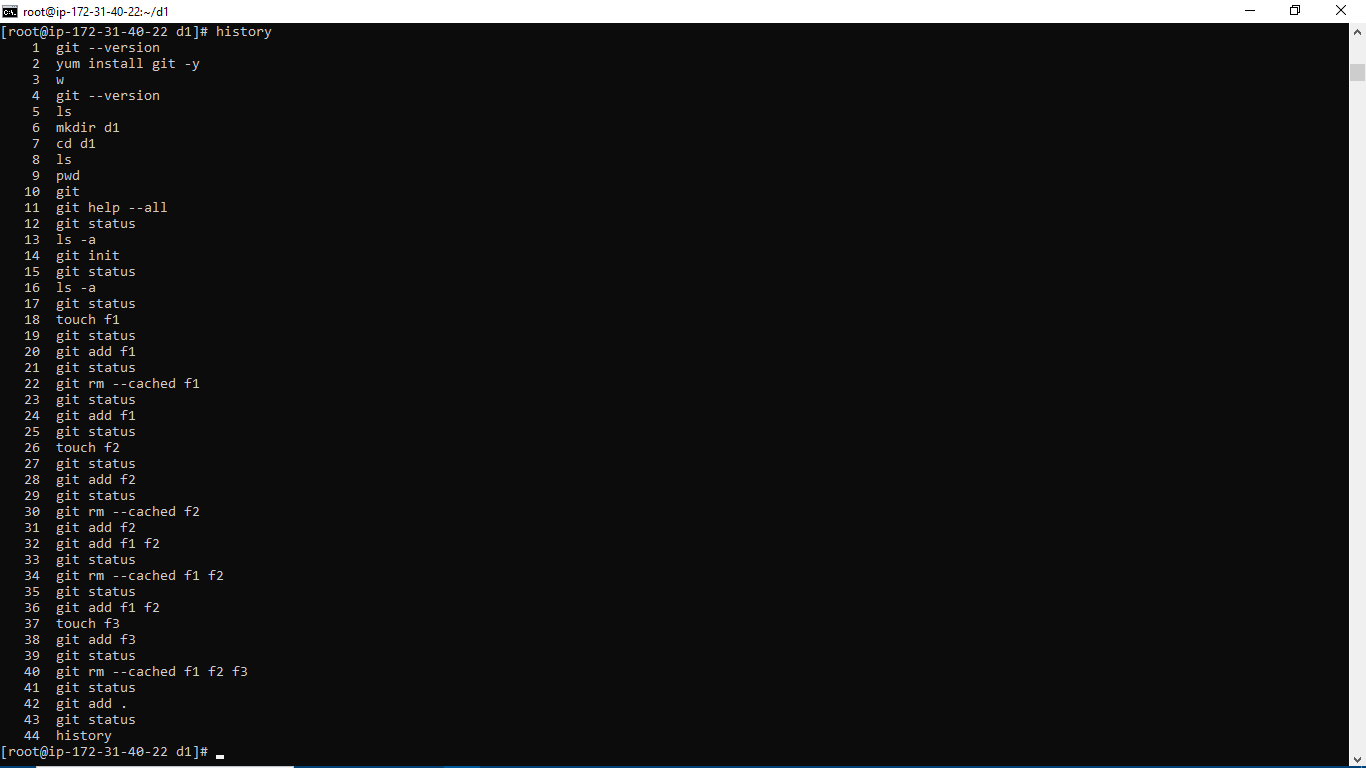 root@ip-172-31-40-22:~/d1
[root@ip-172-31-40-22 d1]# history
1 git --version
2 yum install git -y
3 w
4 git --version
5 ls
6 mkdir d1
7 cd d1
8 ls
9 pwd
10 git
11 git help --all
12 git status
13 ls -a
14 git init
15 git status
16 ls -a
17 git status
18 touch f1
19 git status
20 git add f1
21 git status
22 git rm --cached f1
23 git status
24 git add f1
25 git status
26 touch f2
27 git status
28 git add f2
29 git status
30 git rm --cached f2
31 git add f2
32 git add f1 f2
33 git status
34 git rm --cached f1 f2
35 git status
36 git add f1 f2
37 touch f3
38 git add f3
39 git status
40 git rm --cached f1 f2 f3
41 git status
42 git add .
43 git status
44 history
[root@ip-172-31-40-22 d1]#